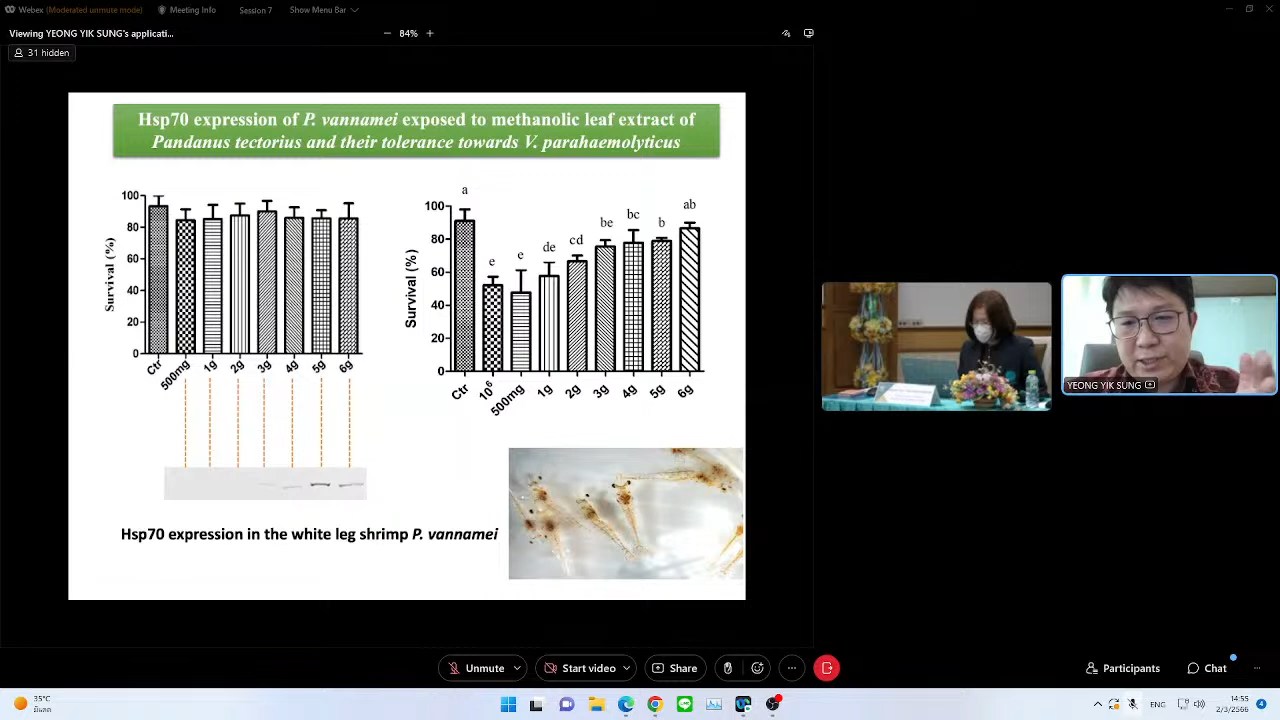 Webex (Moderated unmute mode) Meeting Info Session 7 Show Menu Bar
Viewing YEONG YIK SUNG's applicati... 84%
31 hidden
Hsp70 expression of P. vannamei exposed to methanolic leaf extract of
Pandanus tectorius and their tolerance towards V. parahaemolyticus
Survival (%)
100
80
60
40
20
0
Ctr 500mg 1g 2g 3g 4g 5g 6g
Survival (%)
100
80
60
40
20
0
a e e de cd be bc b ab
Ctr 10⁶ 500mg 1g 2g 3g 4g 5g 6g
Hsp70 expression in the white leg shrimp P. vannamei
YEONG YIK SUNG
Unmute Start video Share Participants Chat
35°C
ENG 14:55
2/3/2566
4